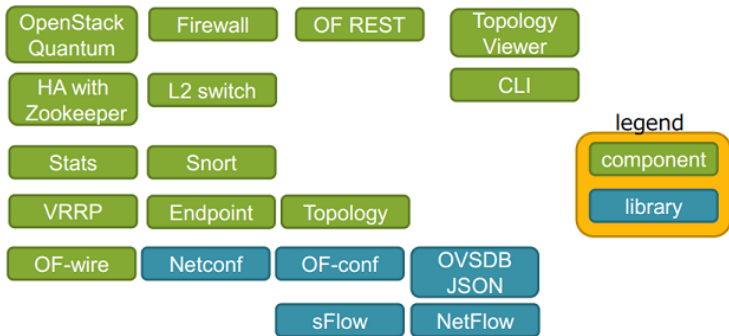 OpenStack
Quantum
Firewall
OF REST
Topology
Viewer
HA with
Zookeeper
L2 switch
CLI
legend
component
library
Stats
Snort
VRRP
Endpoint
Topology
OF-wire
Netconf
OF-conf
OVSDB
JSON
sFlow
NetFlow